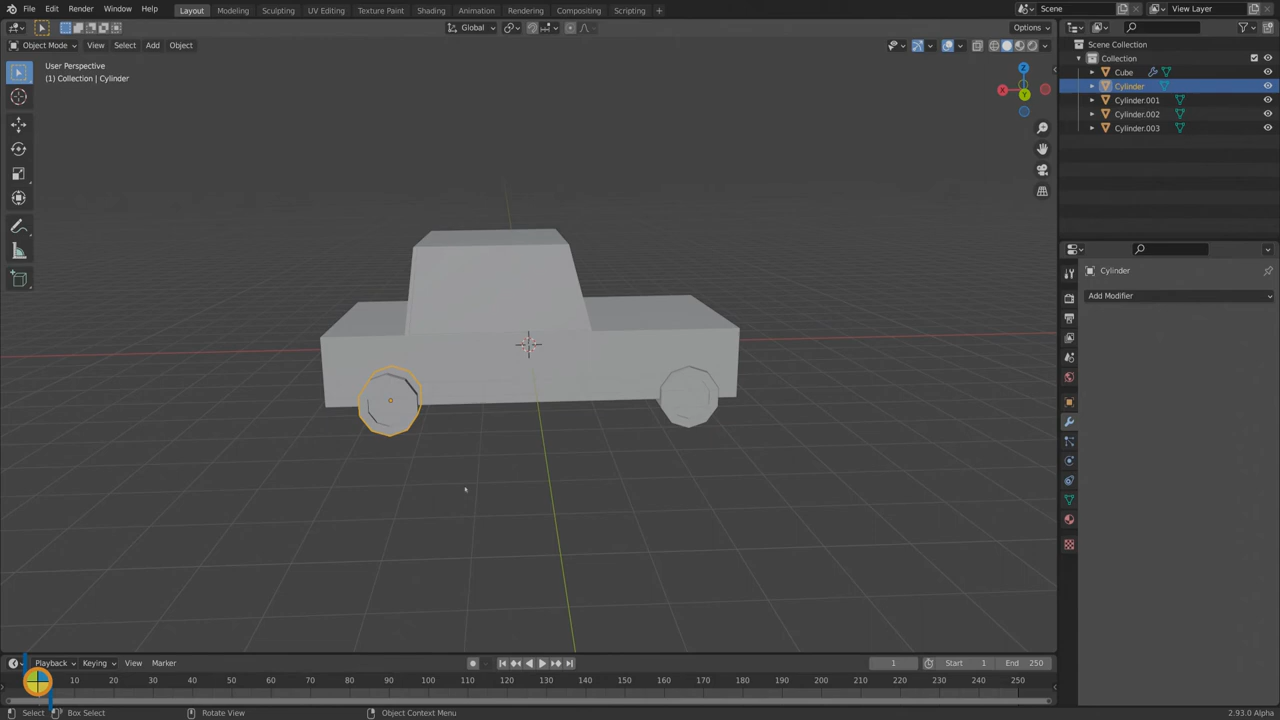 File Edit Render Window Help Layout Modeling Sculpting UV Editing Texture Paint Shading Animation Rendering Compositing Scripting + Scene View Layer
Global Options
Object Mode View Select Add Object
Scene Collection
User Perspective
(1) Collection | Cylinder
Collection
Cube
Cylinder
Cylinder.001
Cylinder.002
Cylinder.003
Z
X
Y
Cylinder
Add Modifier
Playback Keying View Marker 1 Start 1 End 250
10 20 30 40 50 60 70 80 90 100 110 120 130 140 150 160 170 180 190 200 210 220 230 240 250
Select Box Select Rotate View Object Context Menu 2.93.0 Alpha